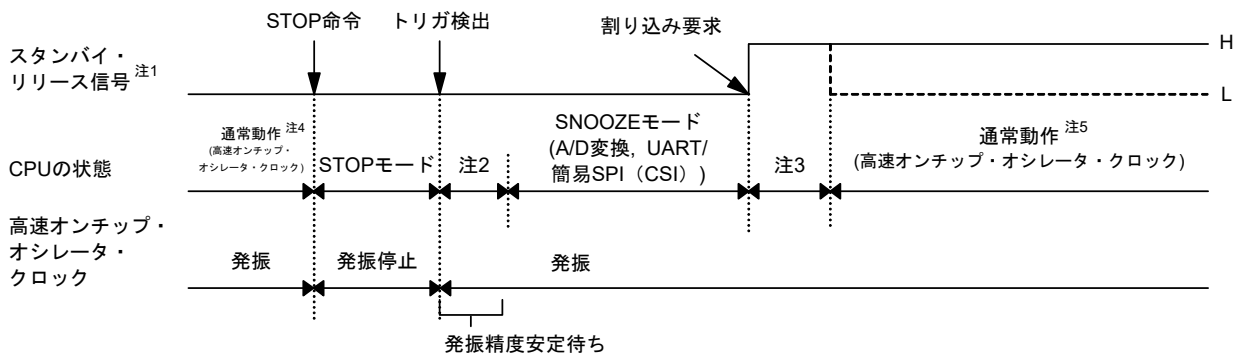 STOP命令 トリガ検出 割り込み要求
スタンバイ・
リリース信号 注1
H
L
通常動作 注4
(高速オンチップ・
オシレータ・クロック)
SNOOZEモード
(A/D変換, UART/
簡易SPI（CSI）)
通常動作 注5
(高速オンチップ・オシレータ・クロック)
CPUの状態 STOPモード 注2 注3
高速オンチップ・
オシレータ・
クロック
発振 発振停止 発振
発振精度安定待ち